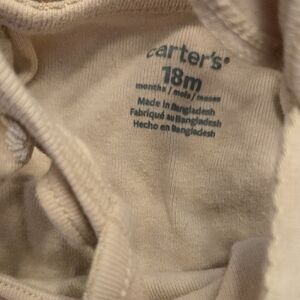 carter's®
18m
months / mois / meses
Made in Bangladesh
Fabriqué au Bangladesh
Hecho en Bangladesh